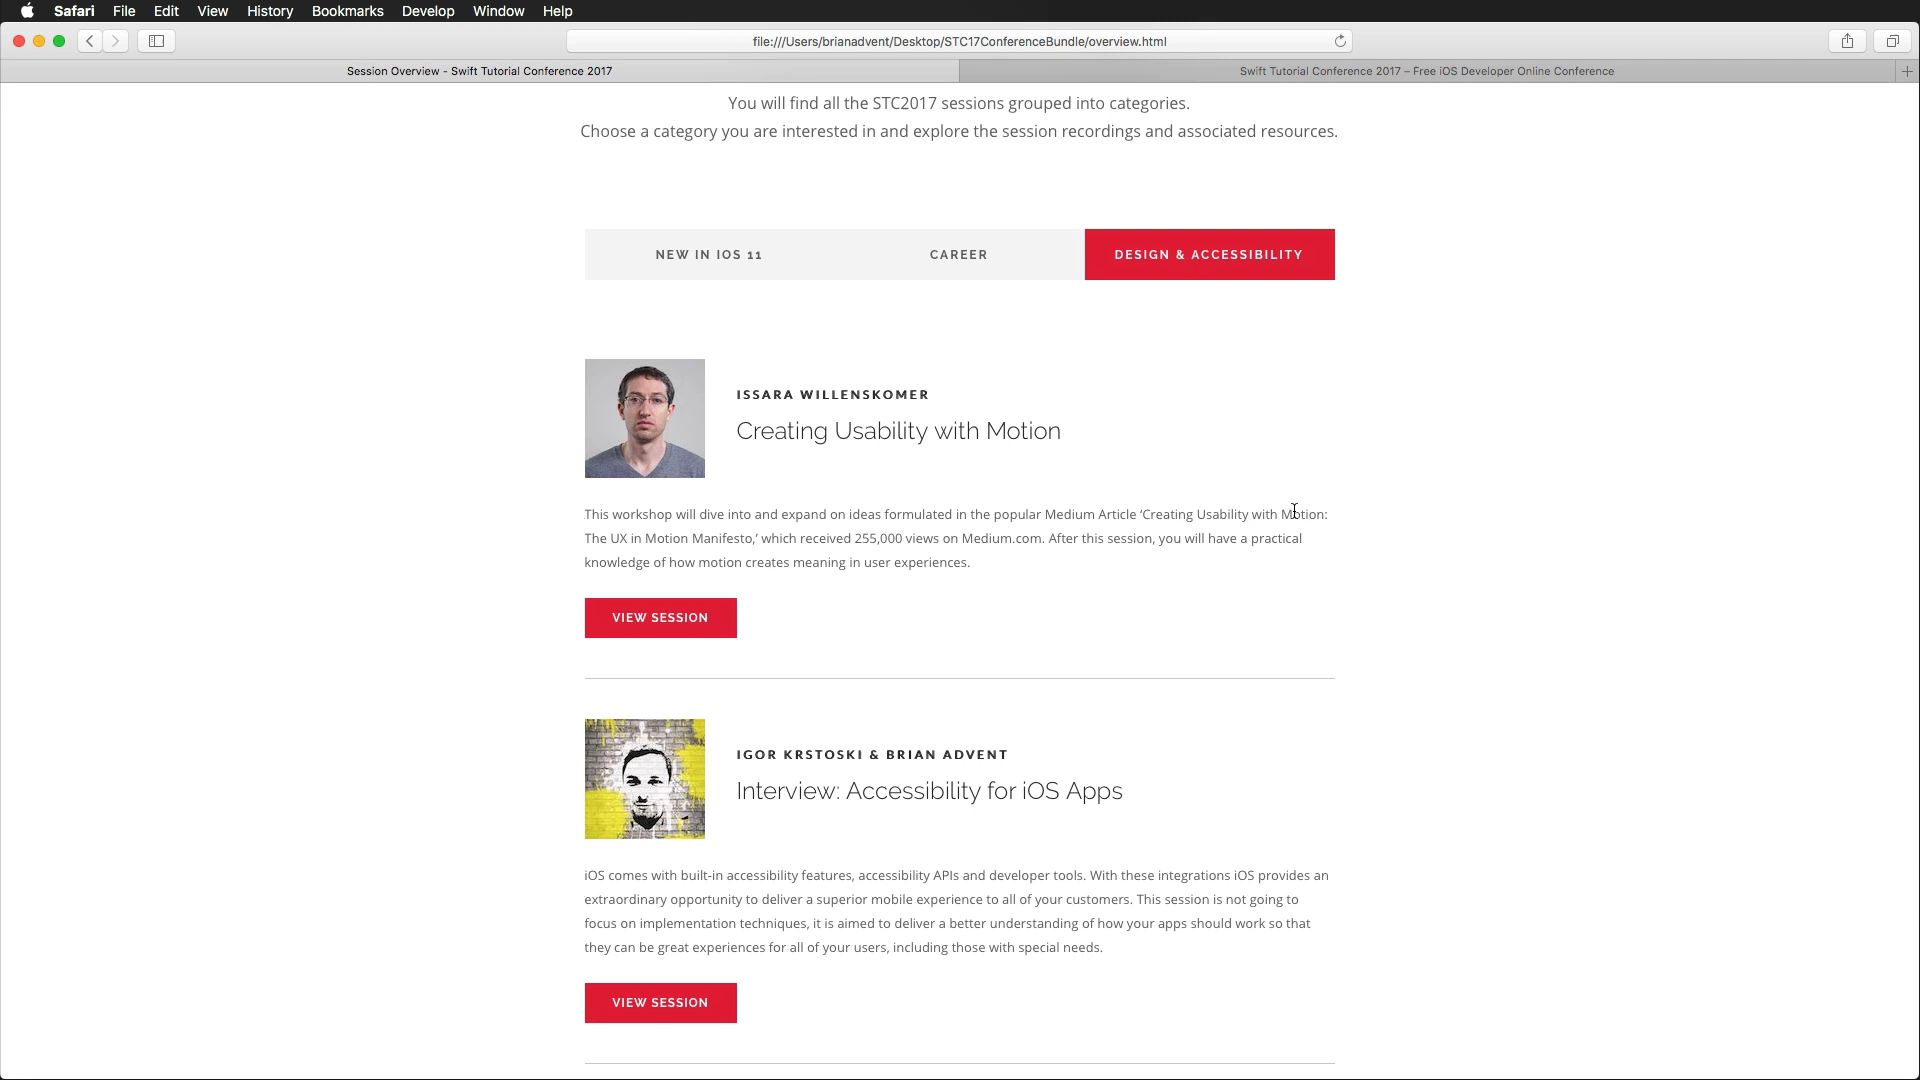 Safari File Edit View History Bookmarks Develop Window Help
file:///Users/brianadvent/Desktop/STC17ConferenceBundle/overview.html
Session Overview - Swift Tutorial Conference 2017
Swift Tutorial Conference 2017 – Free iOS Developer Online Conference
You will find all the STC2017 sessions grouped into categories.
Choose a category you are interested in and explore the session recordings and associated resources.
NEW IN IOS 11
CAREER
DESIGN & ACCESSIBILITY
ISSARA WILLENSKOMER
Creating Usability with Motion
This workshop will dive into and expand on ideas formulated in the popular Medium Article ‘Creating Usability with Motion:
The UX in Motion Manifesto,’ which received 255,000 views on Medium.com. After this session, you will have a practical
knowledge of how motion creates meaning in user experiences.
VIEW SESSION
IGOR KRSTOSKI & BRIAN ADVENT
Interview: Accessibility for iOS Apps
iOS comes with built-in accessibility features, accessibility APIs and developer tools. With these integrations iOS provides an
extraordinary opportunity to deliver a superior mobile experience to all of your customers. This session is not going to
focus on implementation techniques, it is aimed to deliver a better understanding of how your apps should work so that
they can be great experiences for all of your users, including those with special needs.
VIEW SESSION